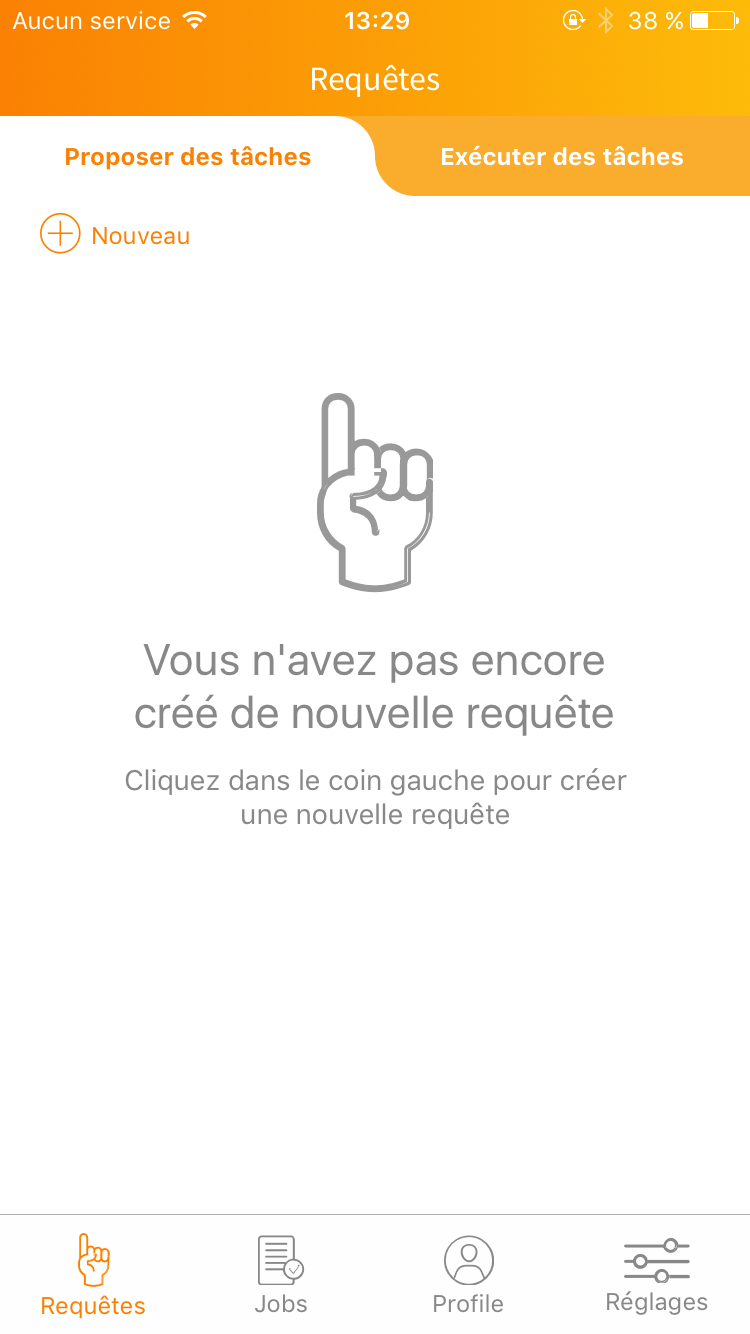 Aucun service 13:29 38 %
Requêtes
Proposer des tâches Exécuter des tâches
Nouveau
Vous n'avez pas encore
créé de nouvelle requête
Cliquez dans le coin gauche pour créer
une nouvelle requête
Requêtes Jobs Profile Réglages